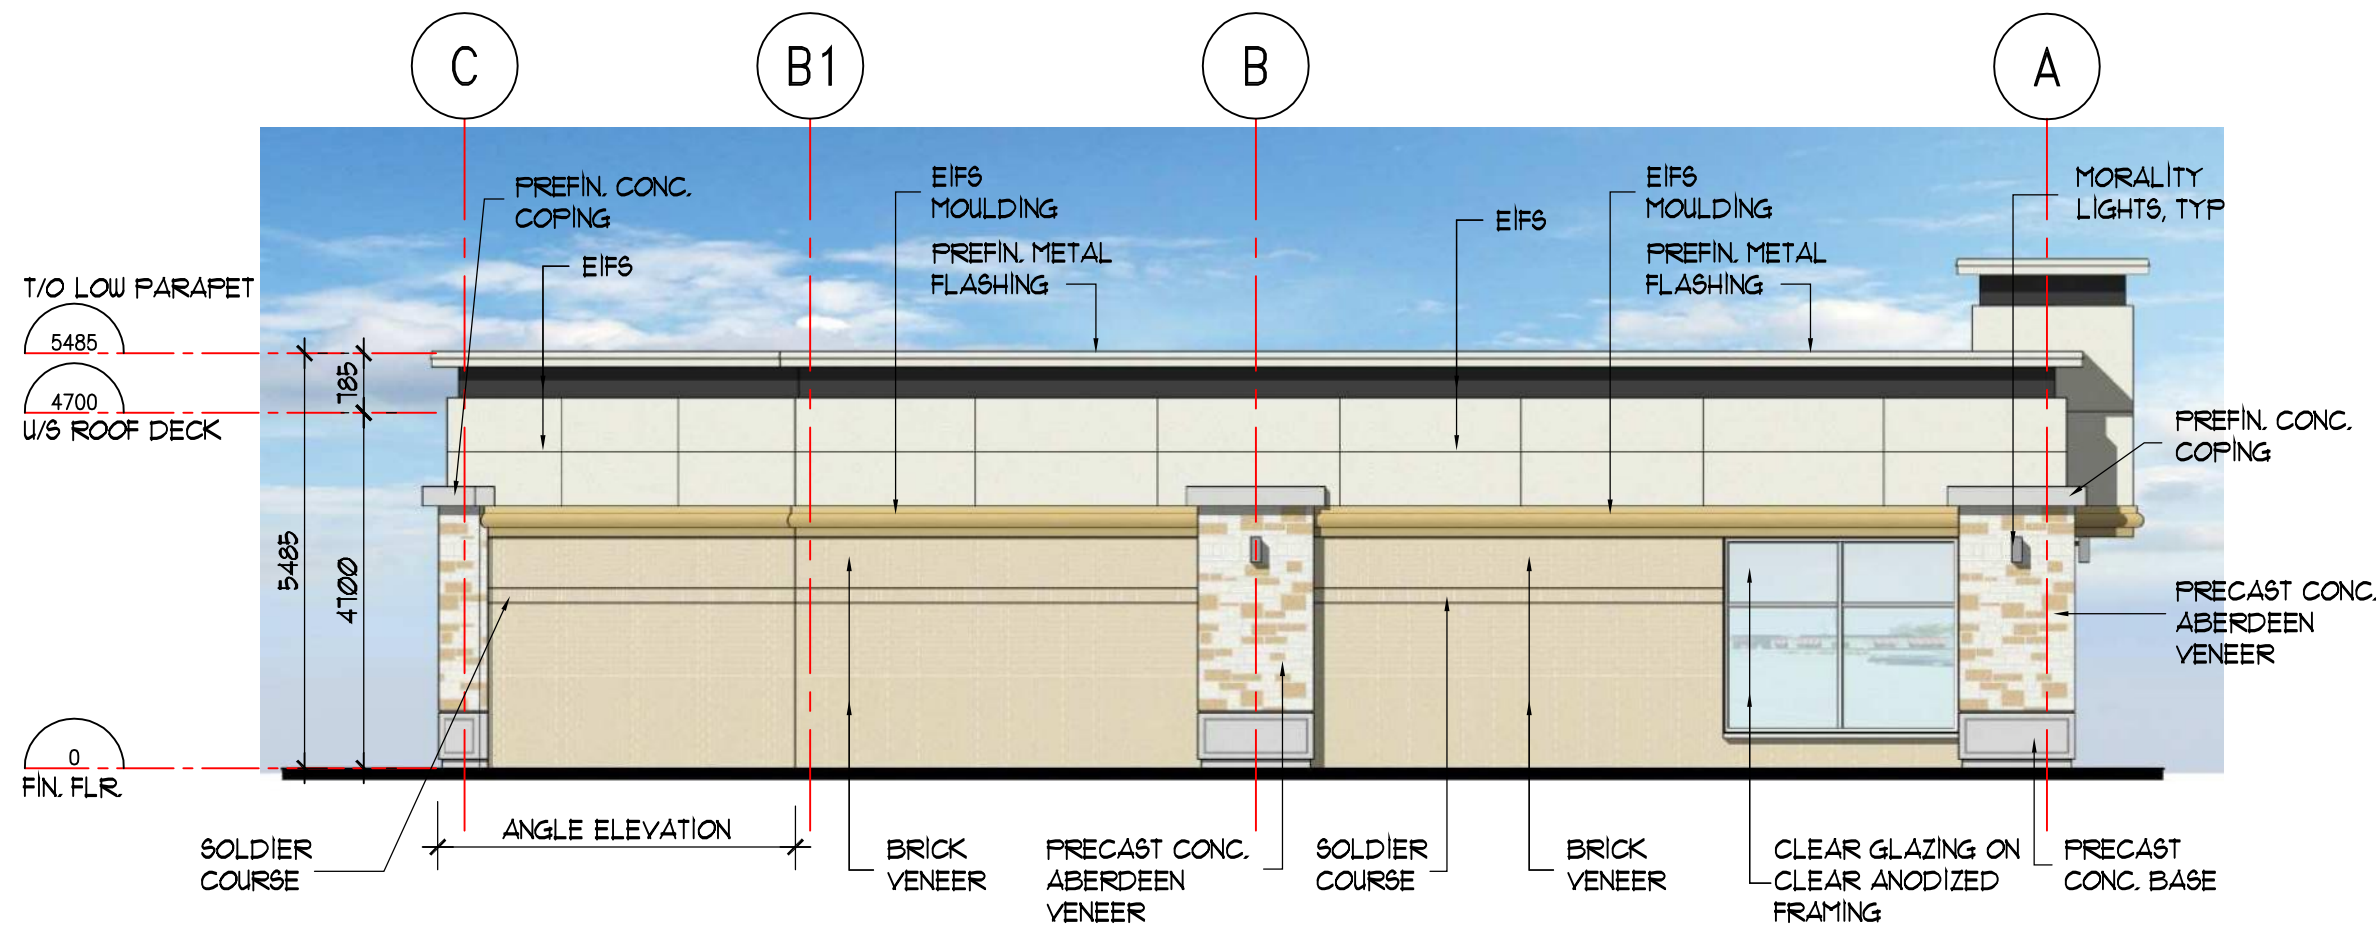 C
B1
B
A
PREFIN. CONC.
COPING
EIFS
EIFS
MOULDING
PREFIN. METAL
FLASHING
EIFS
EIFS
MOULDING
PREFIN. METAL
FLASHING
MORALITY
LIGHTS, TYP
T/O LOW PARAPET
5485
4700
U/S ROOF DECK
785
5485
4700
0
FIN. FLR.
PREFIN. CONC.
COPING
PRECAST CONC.
ABERDEEN
VENEER
SOLDIER
COURSE
ANGLE ELEVATION
BRICK
VENEER
PRECAST CONC.
ABERDEEN
VENEER
SOLDIER
COURSE
BRICK
VENEER
CLEAR GLAZING ON
CLEAR ANODIZED
FRAMING
PRECAST
CONC. BASE